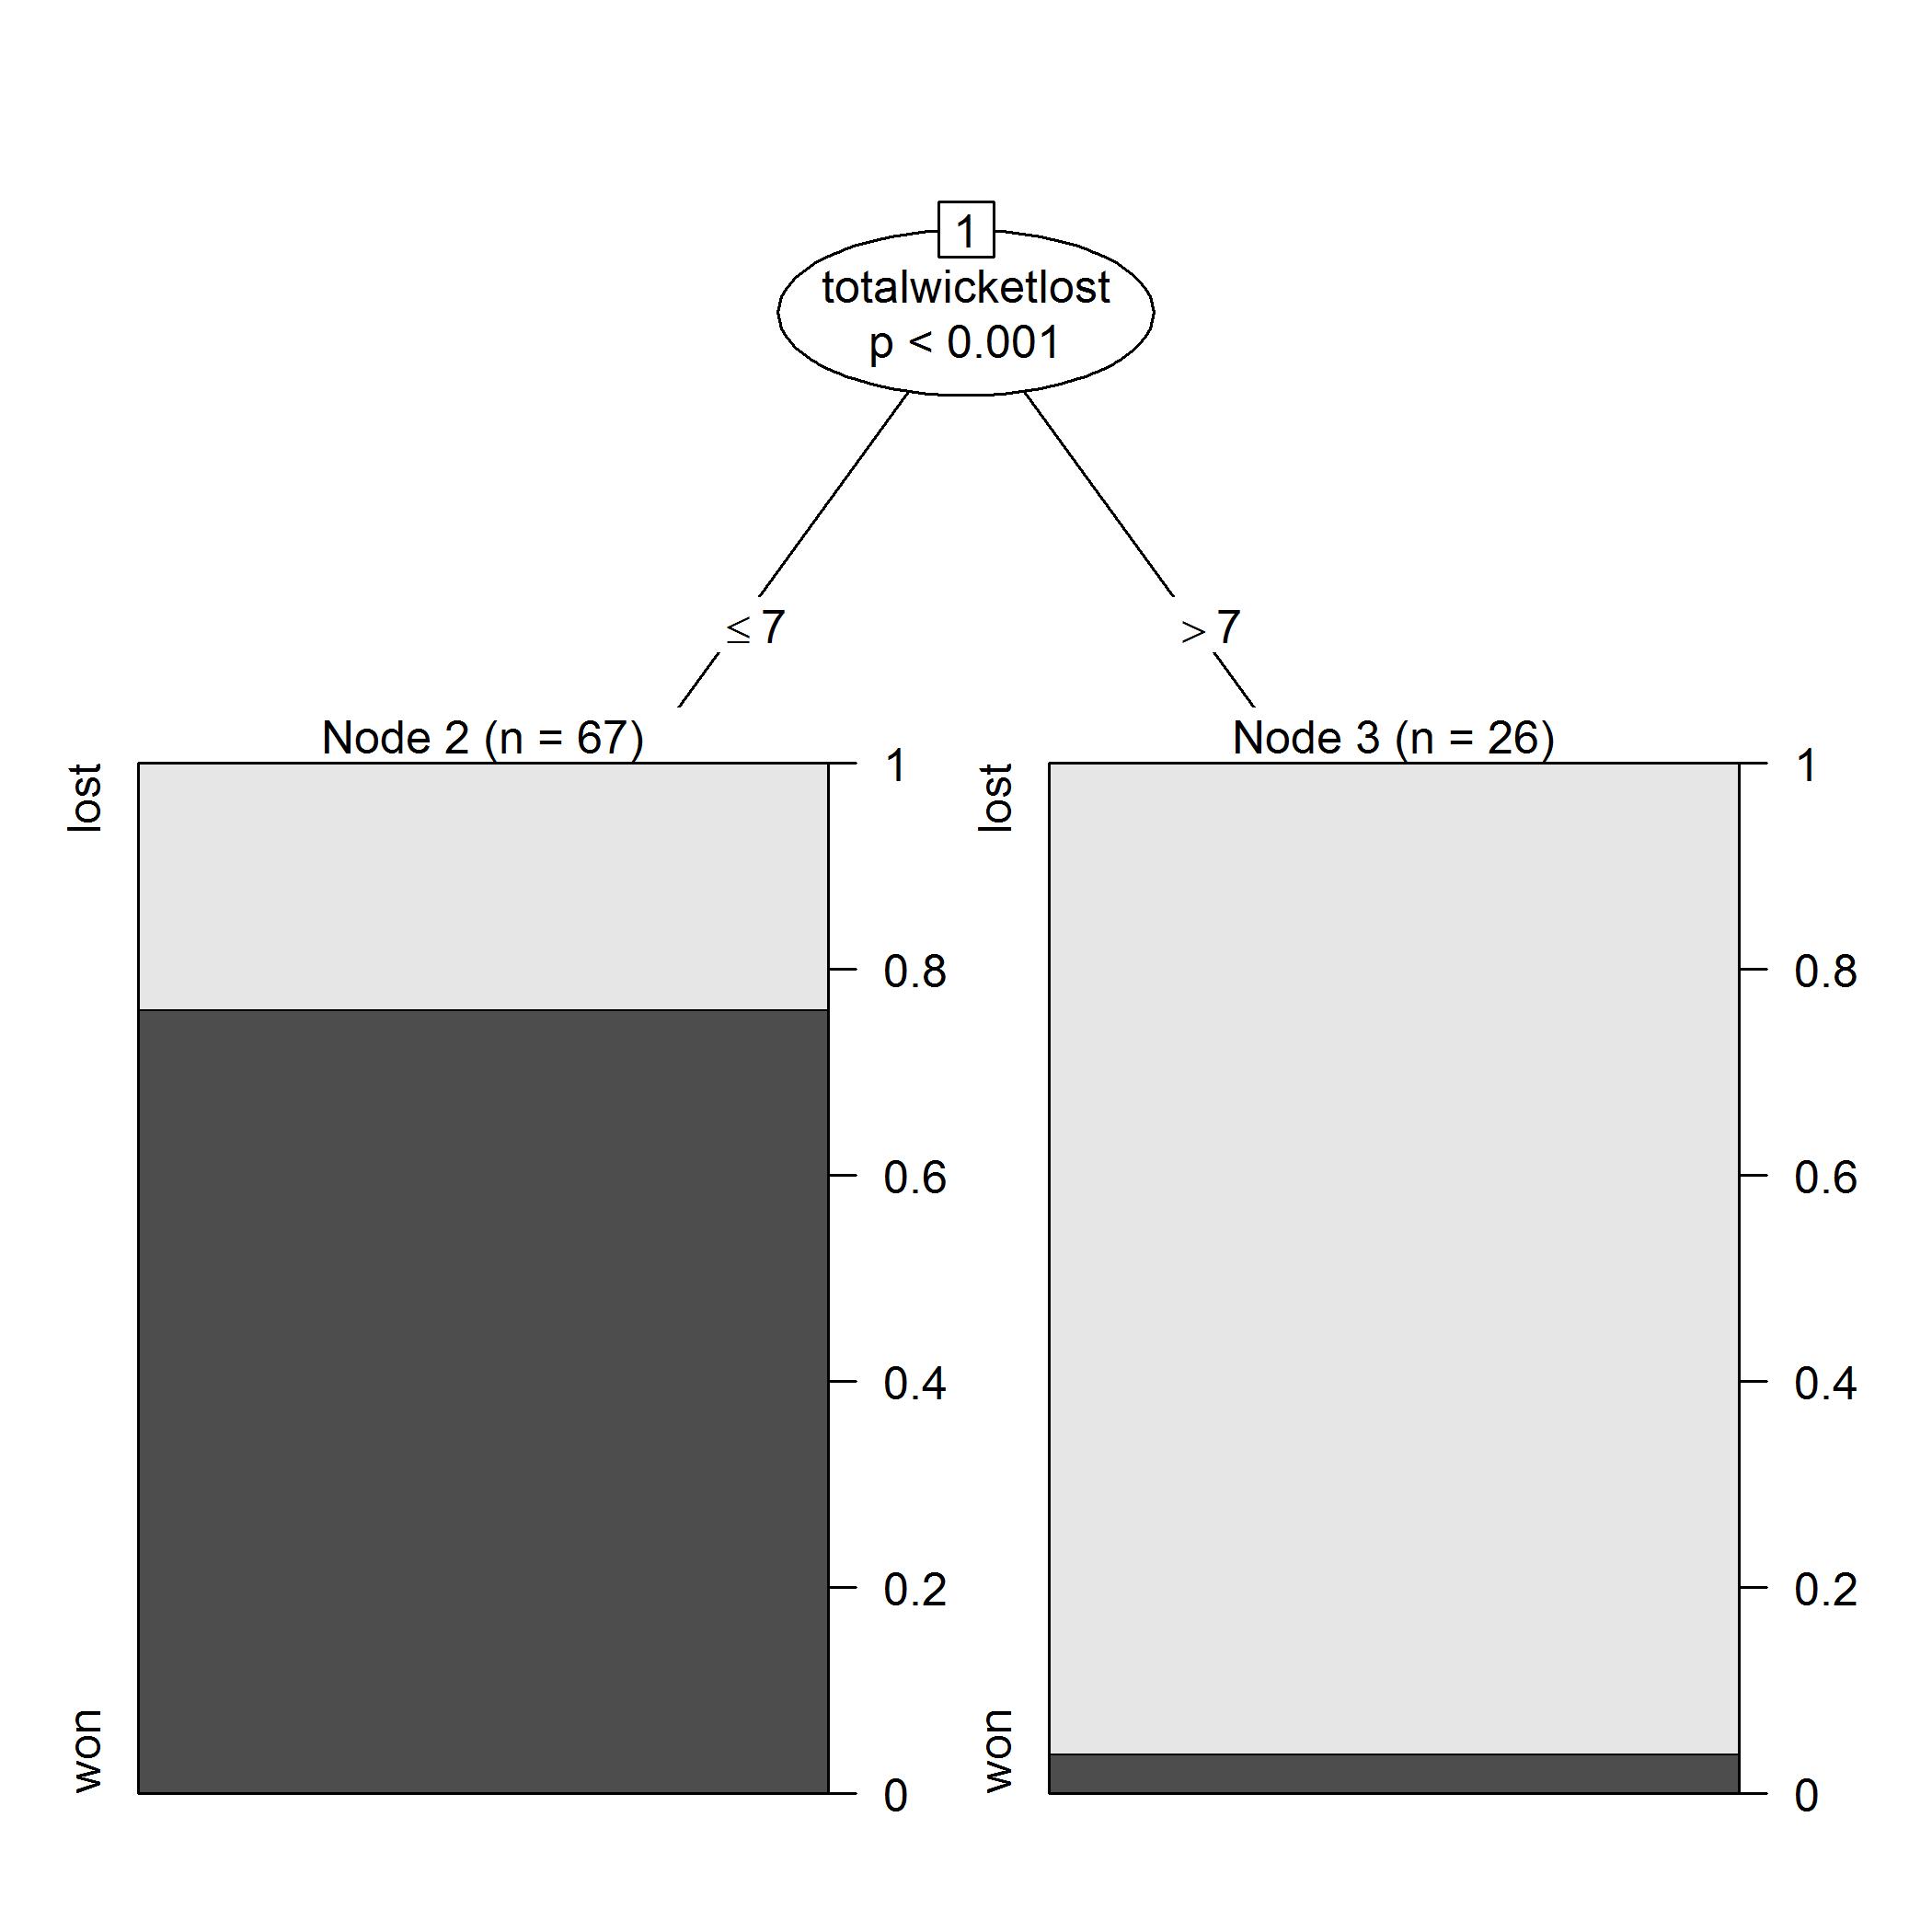 1
totalwicketlost
p < 0.001
≤ 7
> 7
Node 2 (n = 67)
lost
won
1
0.8
0.6
0.4
0.2
0
Node 3 (n = 26)
lost
won
1
0.8
0.6
0.4
0.2
0